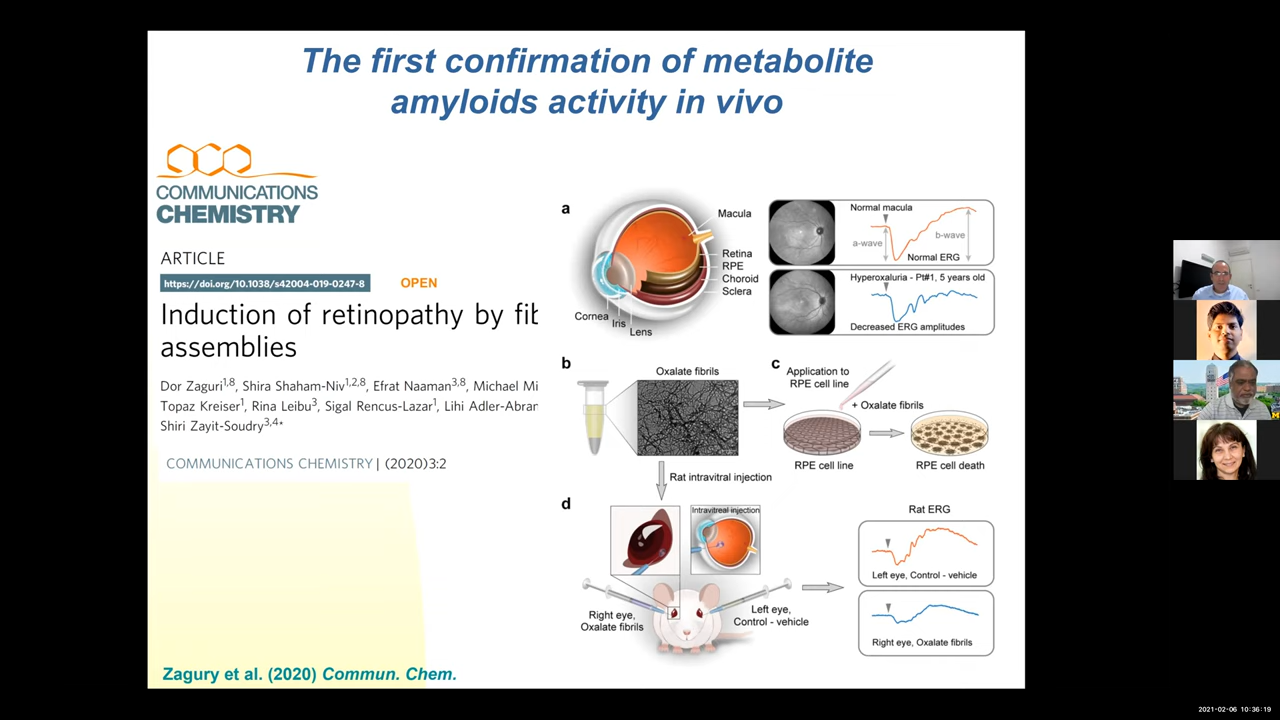 The first confirmation of metabolite
amyloids activity in vivo
COMMUNICATIONS
CHEMISTRY
ARTICLE
https://doi.org/10.1038/s42004-019-0247-8
OPEN
Induction of retinopathy by fib
assemblies
Dor Zaguri1,8, Shira Shaham-Niv1,2,8, Efrat Naaman3,8, Michael Mi
Topaz Kreiser1, Rina Leibu3, Sigal Rencus-Lazar1, Lihi Adler-Abran
Shiri Zayit-Soudry3,4*
COMMUNICATIONS CHEMISTRY | (2020)3:2
Zagury et al. (2020) Commun. Chem.
a
Macula
Retina
RPE
Choroid
Sclera
Cornea
Iris
Lens
Normal macula
a-wave
b-wave
Normal ERG
Hyperoxaluria - Pt#1, 5 years old
Decreased ERG amplitudes
b
Oxalate fibrils
c
Application to
RPE cell line
+ Oxalate fibrils
RPE cell line
RPE cell death
Rat intravitral injection
d
Intravitreal injection
Right eye,
Oxalate fibrils
Left eye,
Control - vehicle
Rat ERG
Left eye, Control - vehicle
Right eye, Oxalate fibrils
M
2021-02-06 10:36:19